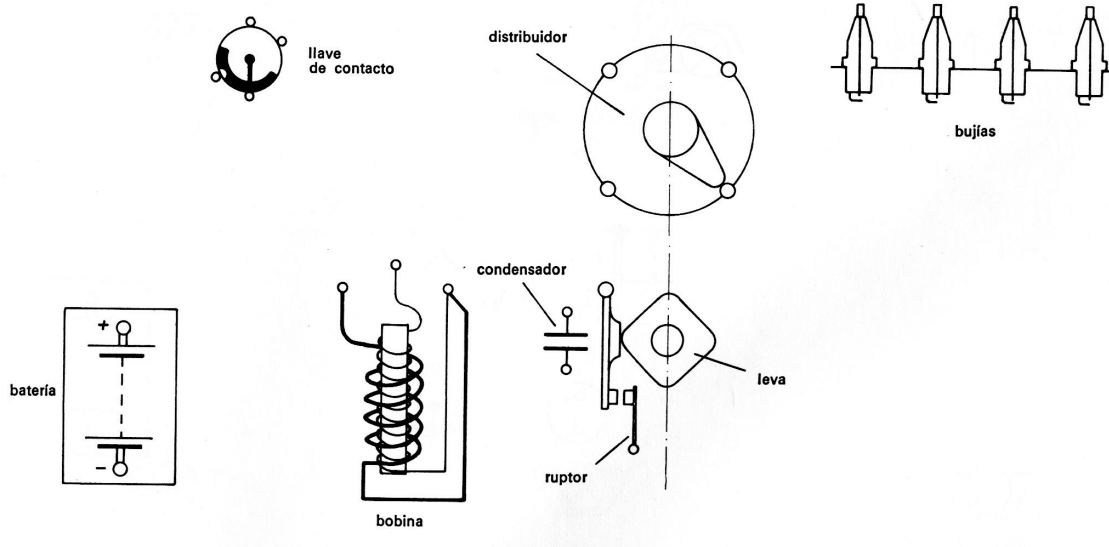 llave
de contacto
distribuidor
bujías
condensador
+
batería
-
leva
ruptor
bobina